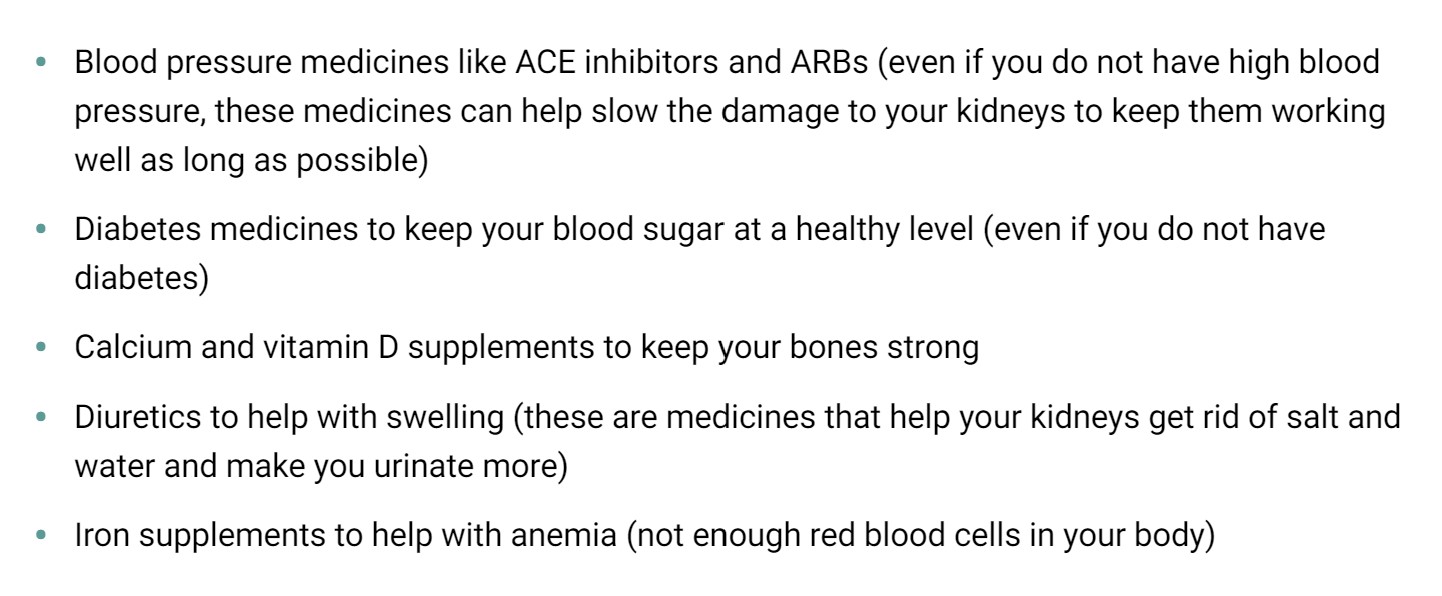 • Blood pressure medicines like ACE inhibitors and ARBs (even if you do not have high blood
pressure, these medicines can help slow the damage to your kidneys to keep them working
well as long as possible)
• Diabetes medicines to keep your blood sugar at a healthy level (even if you do not have
diabetes)
• Calcium and vitamin D supplements to keep your bones strong
• Diuretics to help with swelling (these are medicines that help your kidneys get rid of salt and
water and make you urinate more)
• Iron supplements to help with anemia (not enough red blood cells in your body)